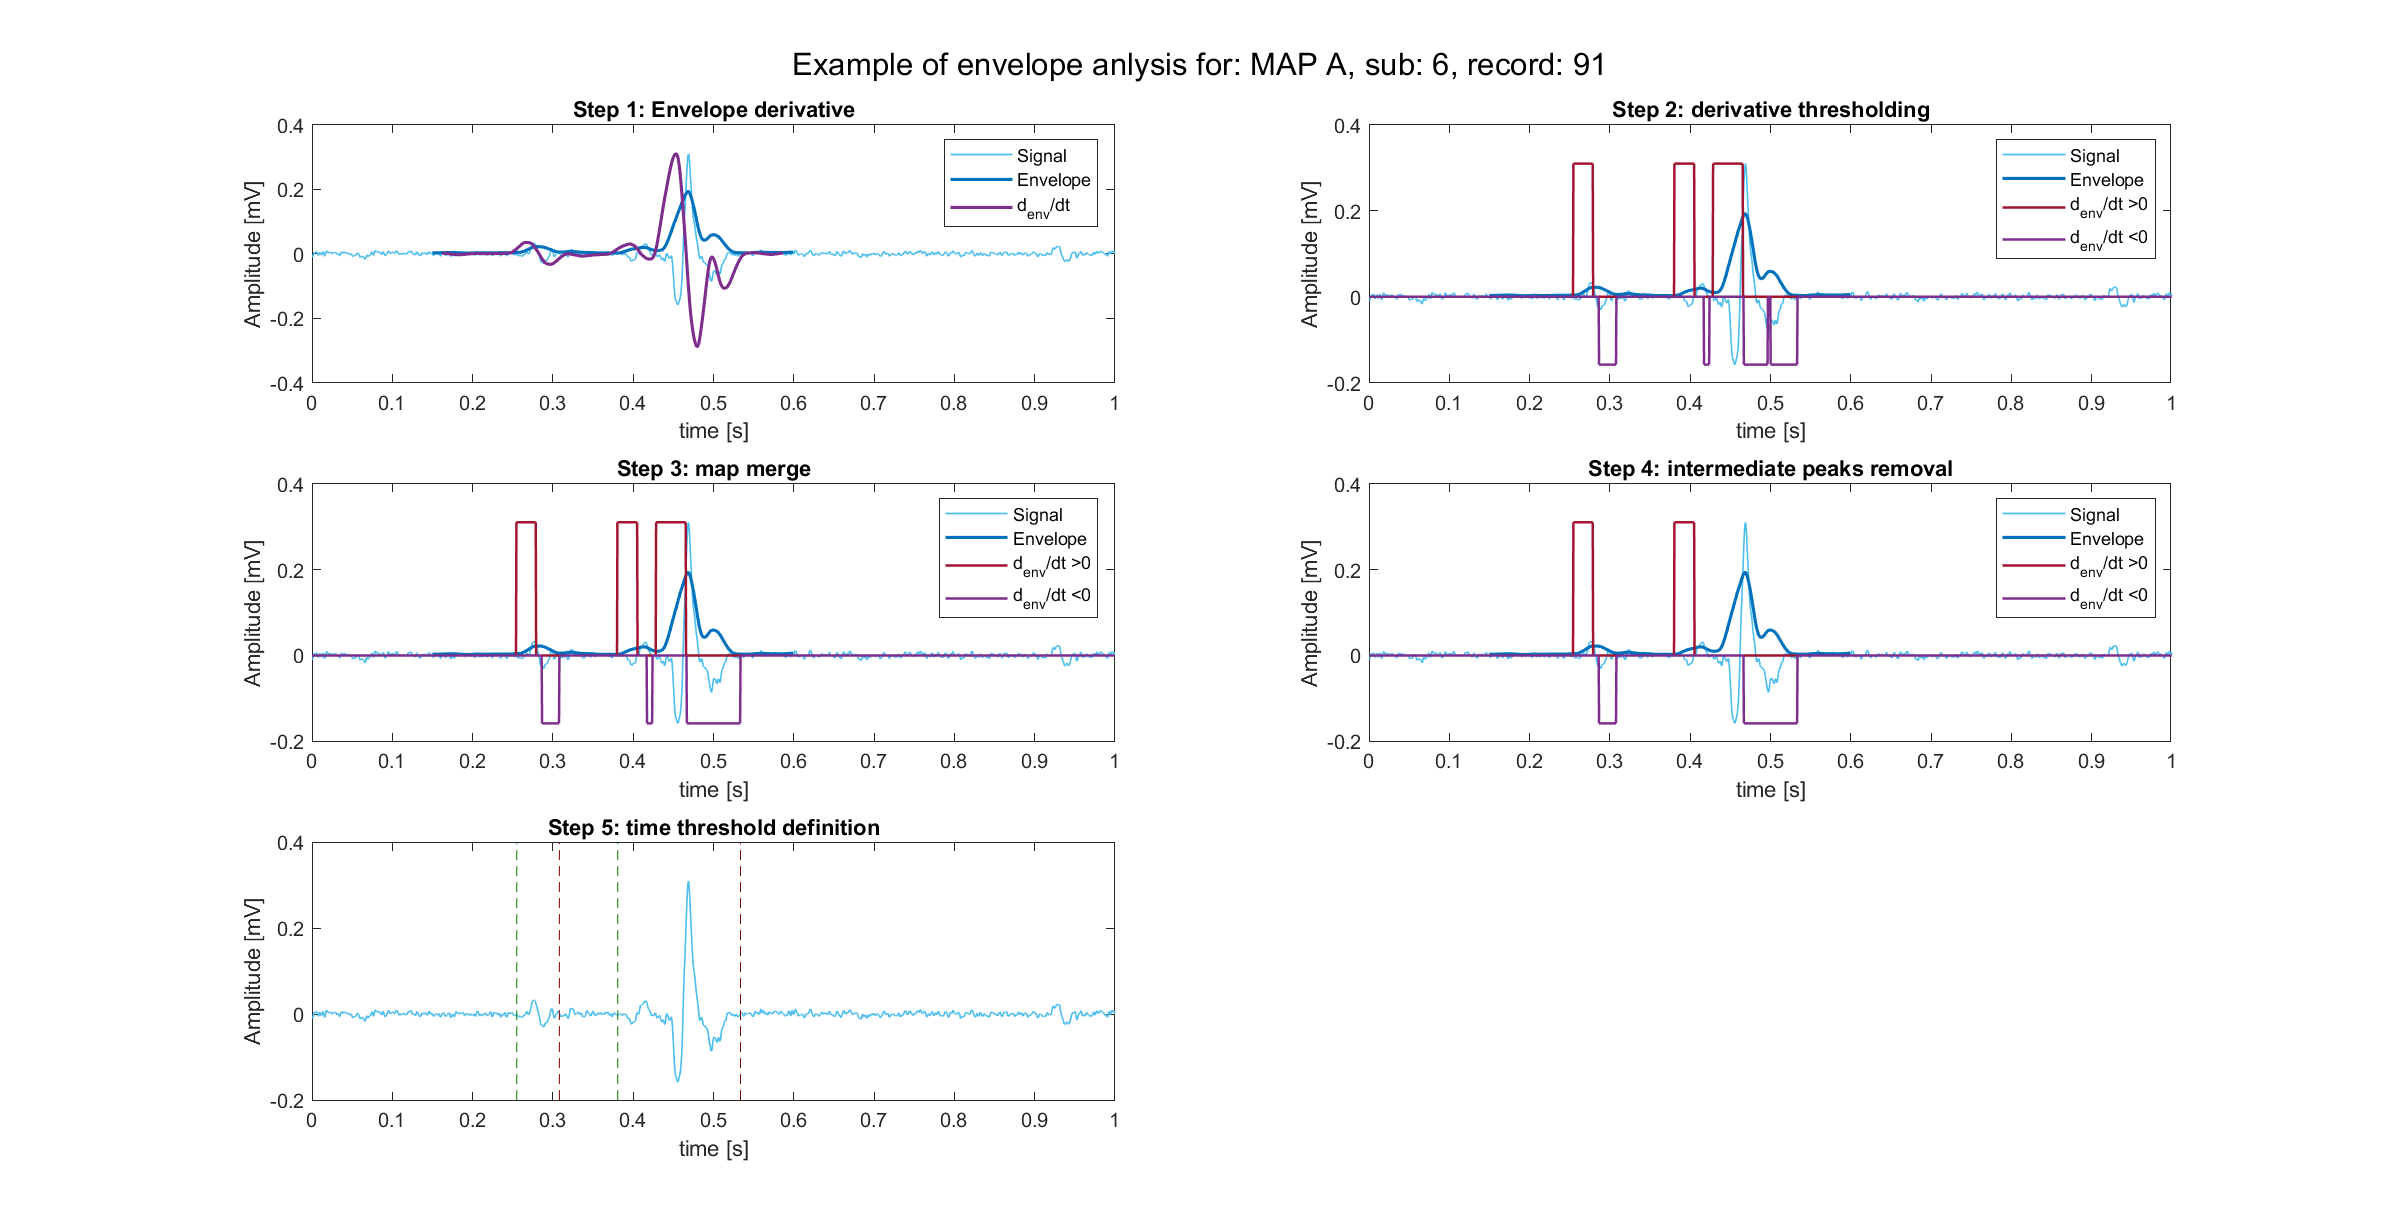 Example of envelope anlysis for: MAP A, sub: 6, record: 91
Step 1: Envelope derivative
0.4
0.2
0
-0.2
-0.4
Amplitude [mV]
0 0.1 0.2 0.3 0.4 0.5 0.6 0.7 0.8 0.9 1
time [s]
Signal
Envelope
d_env/dt
Step 2: derivative thresholding
0.4
0.2
0
-0.2
Amplitude [mV]
0 0.1 0.2 0.3 0.4 0.5 0.6 0.7 0.8 0.9 1
time [s]
Signal
Envelope
d_env/dt >0
d_env/dt <0
Step 3: map merge
0.4
0.2
0
-0.2
Amplitude [mV]
0 0.1 0.2 0.3 0.4 0.5 0.6 0.7 0.8 0.9 1
time [s]
Signal
Envelope
d_env/dt >0
d_env/dt <0
Step 4: intermediate peaks removal
0.4
0.2
0
-0.2
Amplitude [mV]
0 0.1 0.2 0.3 0.4 0.5 0.6 0.7 0.8 0.9 1
time [s]
Signal
Envelope
d_env/dt >0
d_env/dt <0
Step 5: time threshold definition
0.4
0.2
0
-0.2
Amplitude [mV]
0 0.1 0.2 0.3 0.4 0.5 0.6 0.7 0.8 0.9 1
time [s]